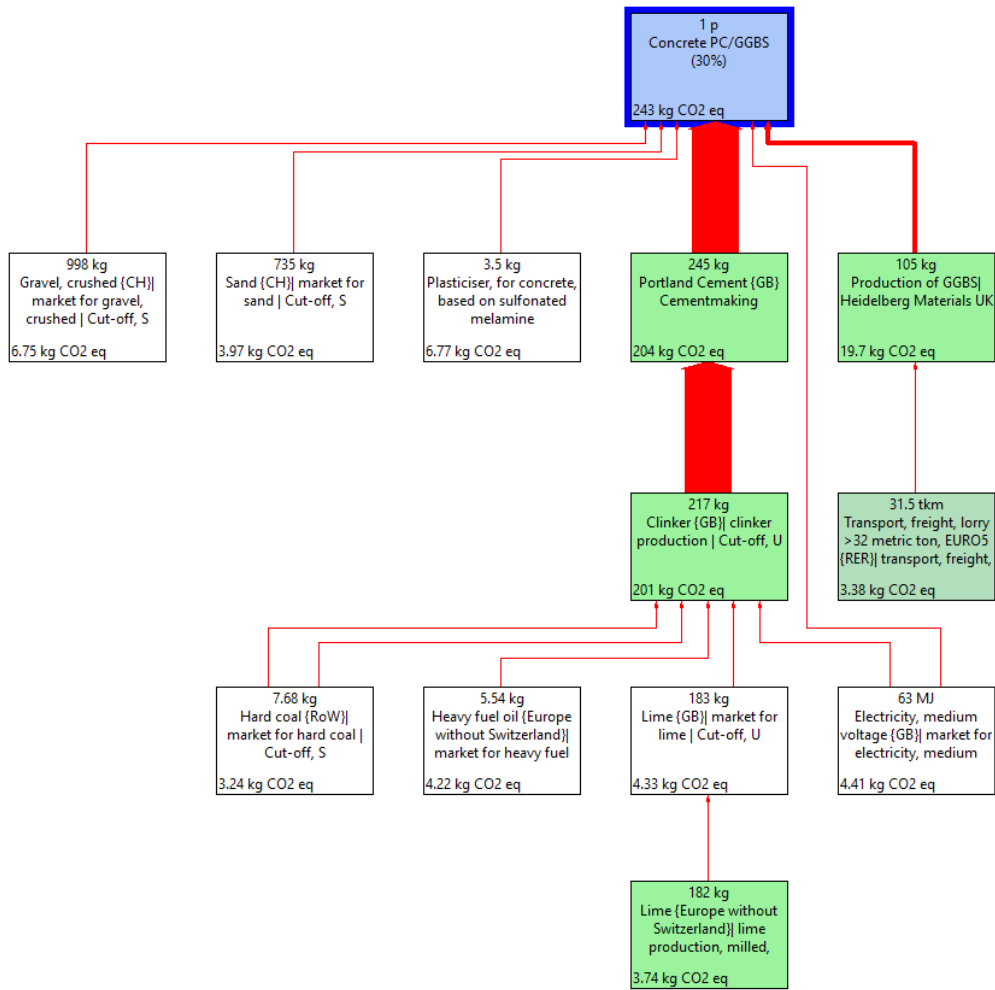 1 p
Concrete PC/GGBS
(30%)
243 kg CO2 eq
998 kg
Gravel, crushed {CH}|
market for gravel,
crushed | Cut-off, S
6.75 kg CO2 eq
735 kg
Sand {CH}| market for
sand | Cut-off, S
3.97 kg CO2 eq
3.5 kg
Plasticiser, for concrete,
based on sulfonated
melamine
6.77 kg CO2 eq
245 kg
Portland Cement {GB}
Cementmaking
204 kg CO2 eq
105 kg
Production of GGBS|
Heidelberg Materials UK
19.7 kg CO2 eq
217 kg
Clinker {GB}| clinker
production | Cut-off, U
201 kg CO2 eq
31.5 tkm
Transport, freight, lorry
>32 metric ton, EURO5
{RER}| transport, freight,
3.38 kg CO2 eq
7.68 kg
Hard coal {RoW}|
market for hard coal |
Cut-off, S
3.24 kg CO2 eq
5.54 kg
Heavy fuel oil {Europe
without Switzerland}|
market for heavy fuel
4.22 kg CO2 eq
183 kg
Lime {GB}| market for
lime | Cut-off, U
4.33 kg CO2 eq
63 MJ
Electricity, medium
voltage {GB}| market for
electricity, medium
4.41 kg CO2 eq
182 kg
Lime {Europe without
Switzerland}| lime
production, milled,
3.74 kg CO2 eq